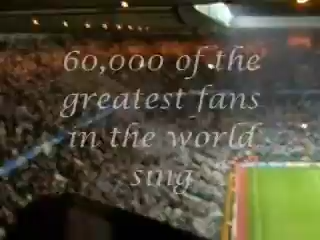 60,000 of the
greatest fans
in the world
sing